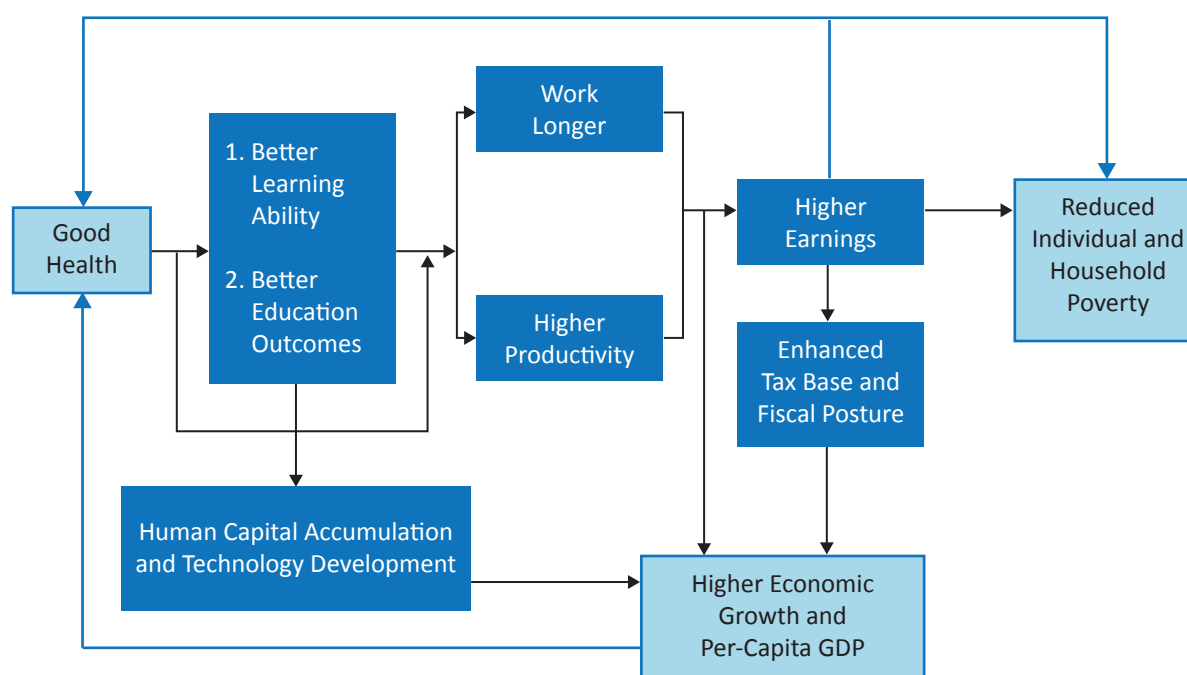 Good
Health
1. Better
Learning
Ability
2. Better
Education
Outcomes
Work
Longer
Higher
Productivity
Higher
Earnings
Reduced
Individual and
Household
Poverty
Enhanced
Tax Base and
Fiscal Posture
Human Capital Accumulation
and Technology Development
Higher Economic
Growth and
Per-Capita GDP